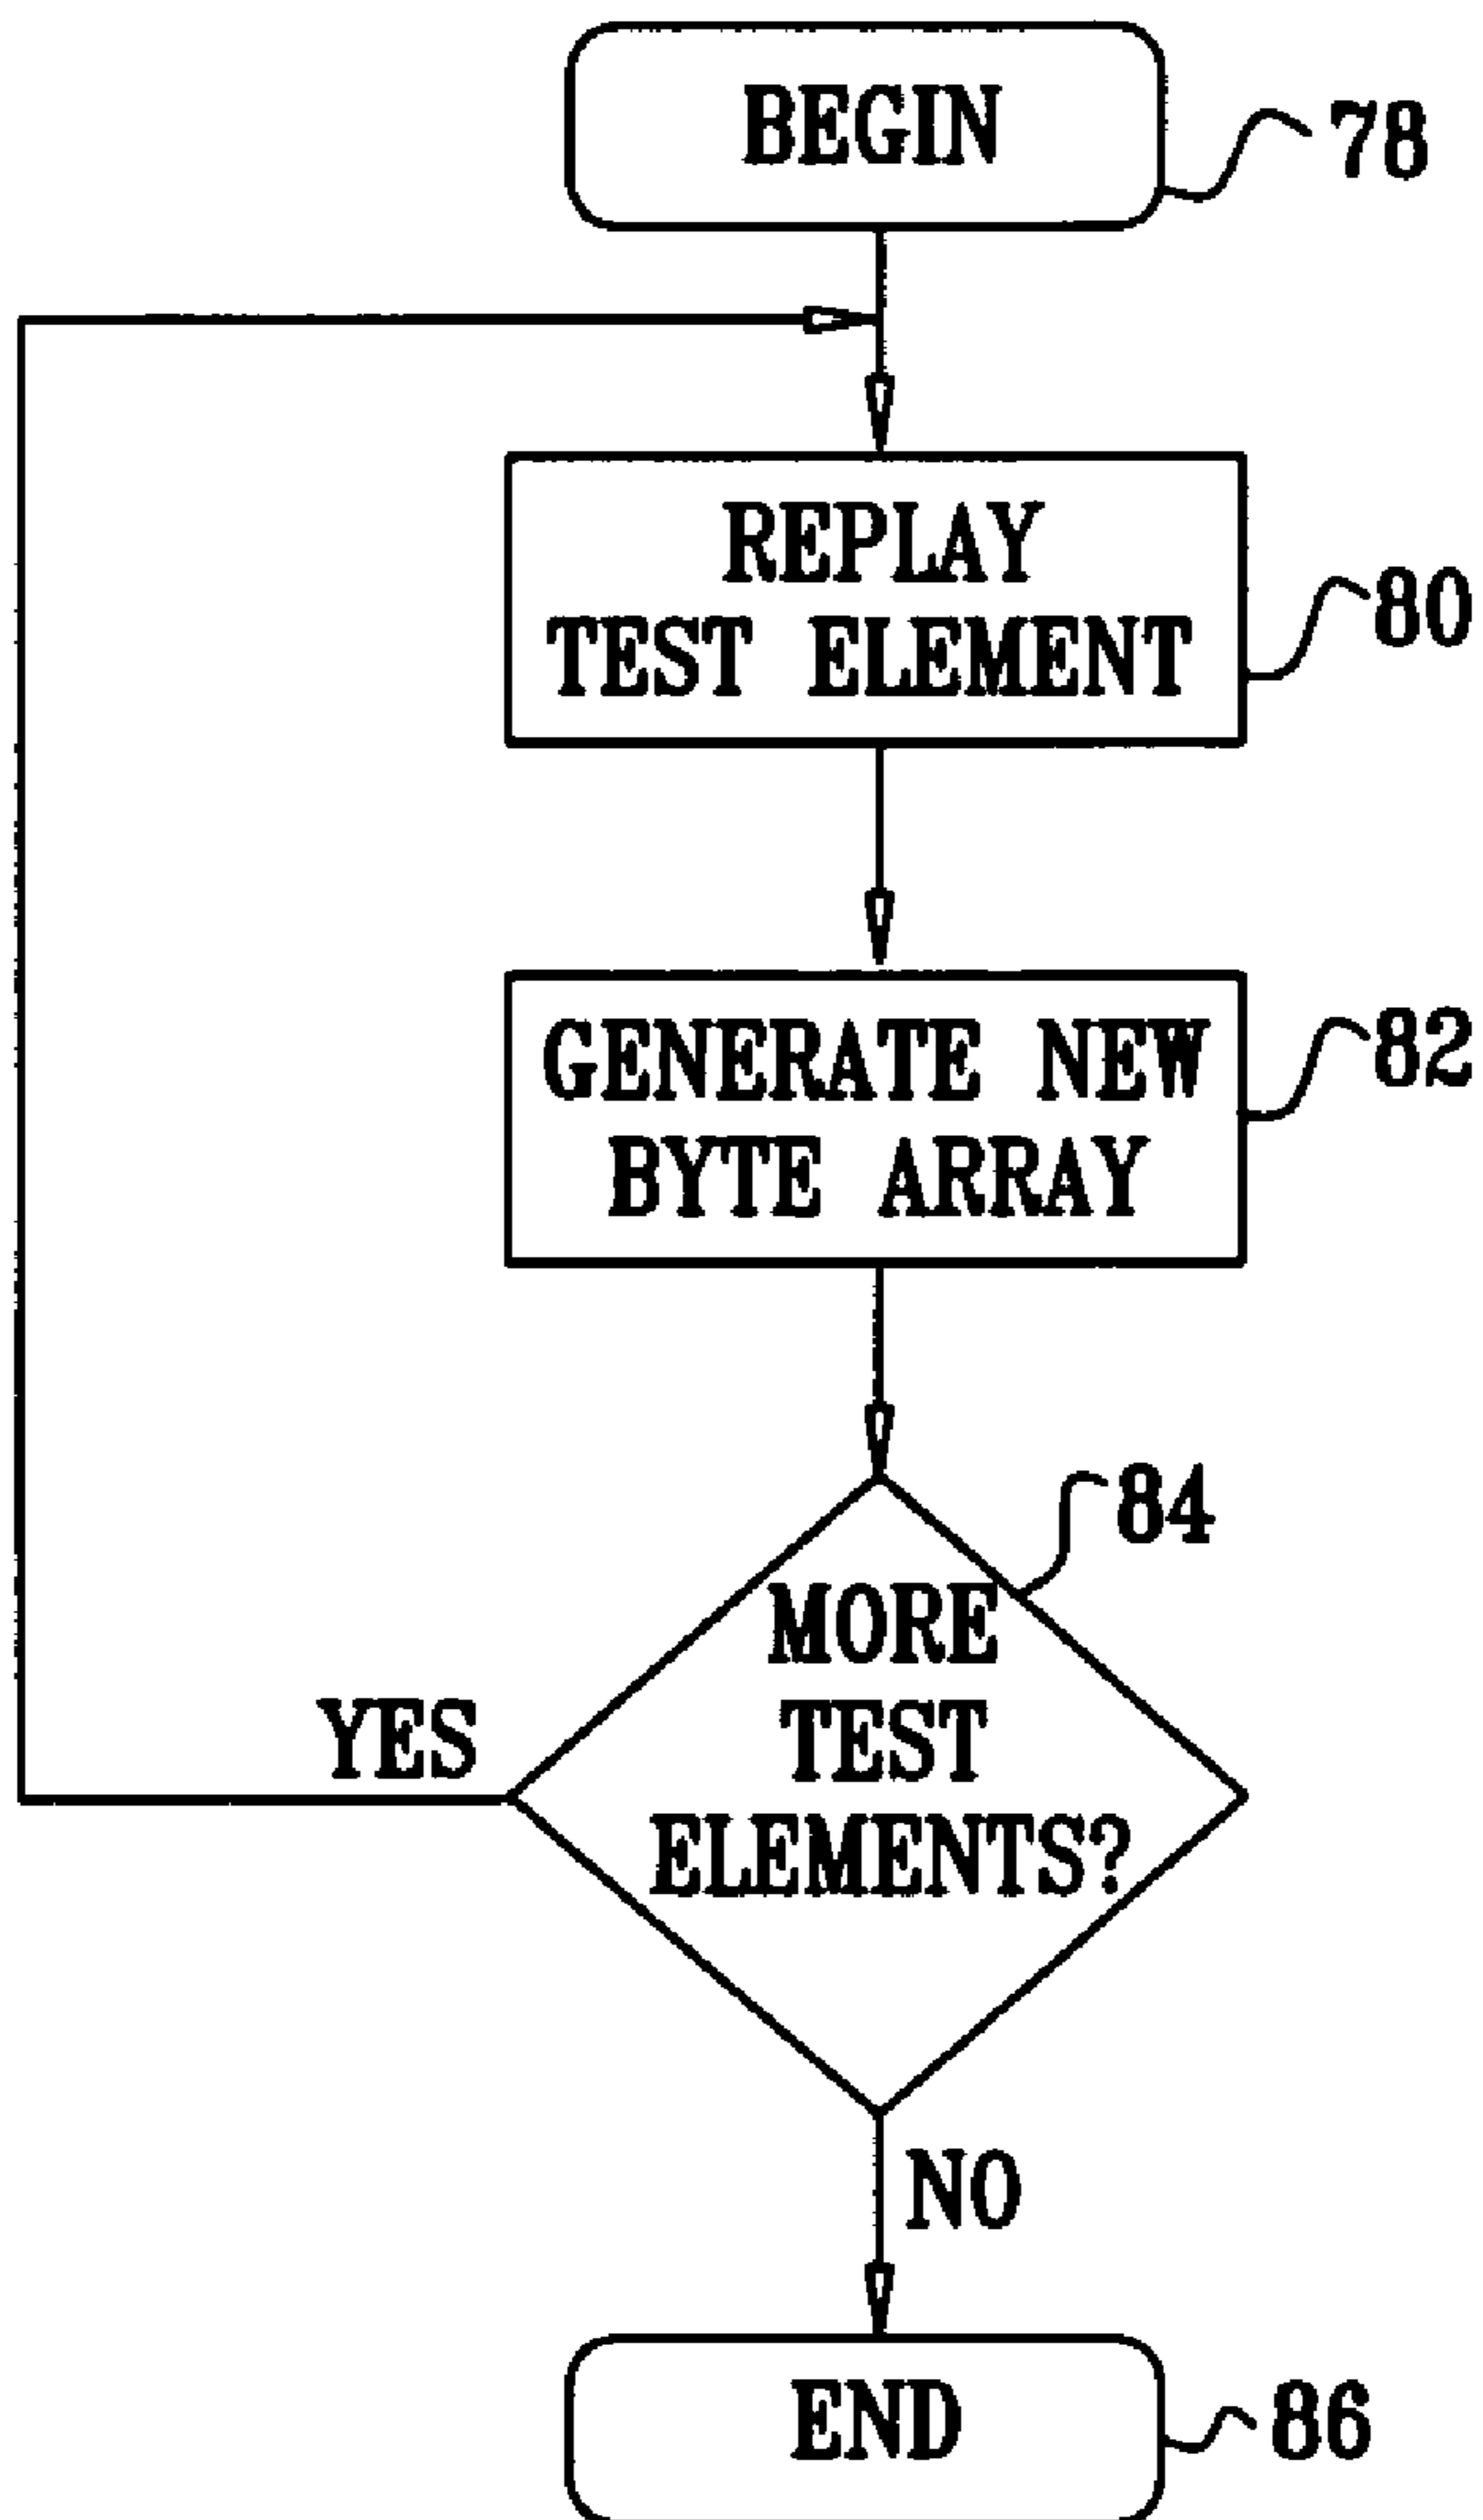 BEGIN
78
REPLAY
TEST ELEMENT
80
GENERATE NEW
BYTE ARRAY
82
84
MORE
TEST
ELEMENTS?
YES
NO
END
86